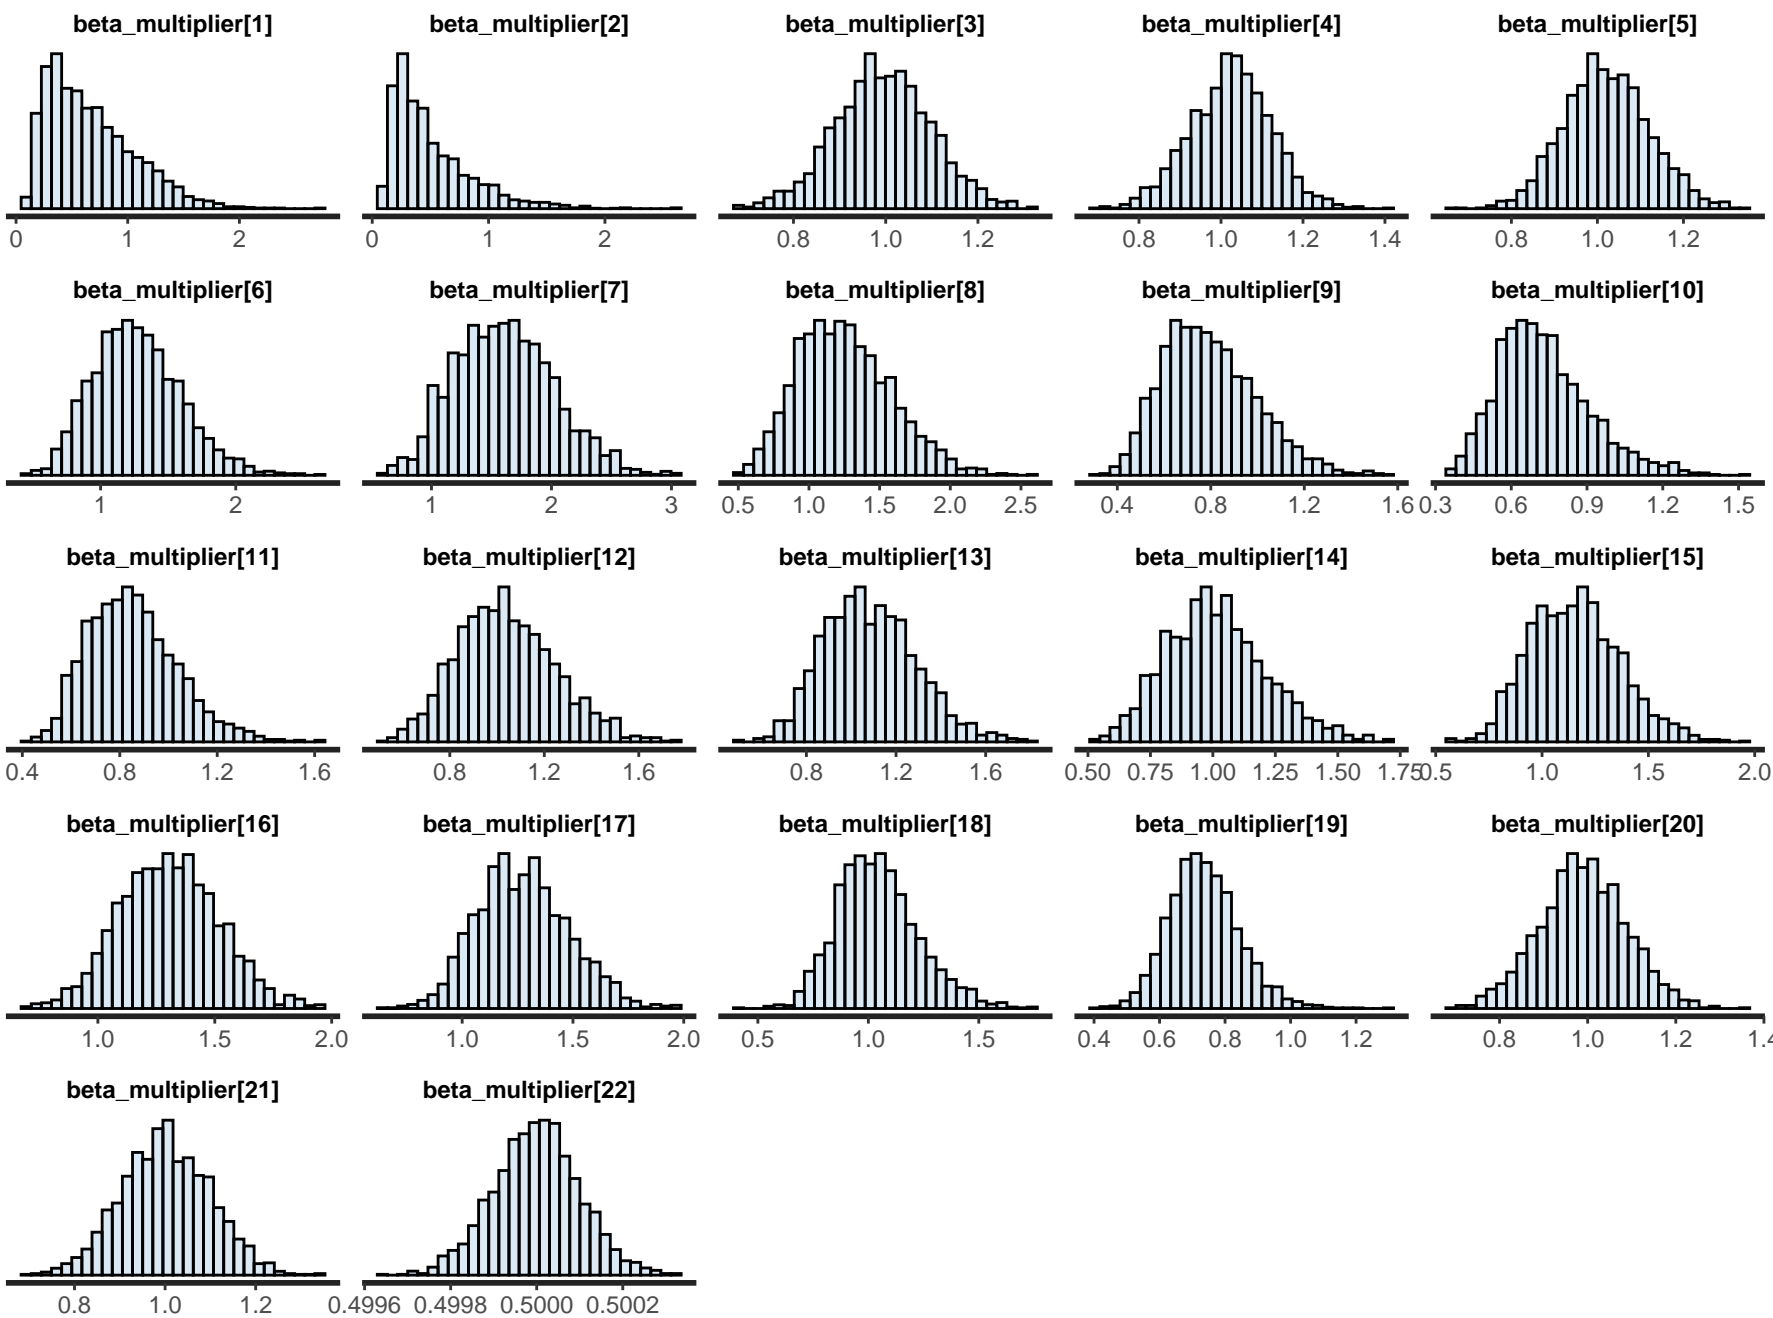 beta_multiplier[1] beta_multiplier[2] beta_multiplier[3] beta_multiplier[4] beta_multiplier[5]
0 1 2 0 1 2 0.8 1.0 1.2 0.8 1.0 1.2 1.4 0.8 1.0 1.2
beta_multiplier[6] beta_multiplier[7] beta_multiplier[8] beta_multiplier[9] beta_multiplier[10]
1 2 1 2 3 0.5 1.0 1.5 2.0 2.5 0.4 0.8 1.2 1.6 0.3 0.6 0.9 1.2 1.5
beta_multiplier[11] beta_multiplier[12] beta_multiplier[13] beta_multiplier[14] beta_multiplier[15]
0.4 0.8 1.2 1.6 0.8 1.2 1.6 0.8 1.2 1.6 0.50 0.75 1.00 1.25 1.50 1.75 0.5 1.0 1.5 2.0
beta_multiplier[16] beta_multiplier[17] beta_multiplier[18] beta_multiplier[19] beta_multiplier[20]
1.0 1.5 2.0 1.0 1.5 2.0 0.5 1.0 1.5 0.4 0.6 0.8 1.0 1.2 0.8 1.0 1.2 1.4
beta_multiplier[21] beta_multiplier[22]
0.8 1.0 1.2 0.4996 0.4998 0.5000 0.5002